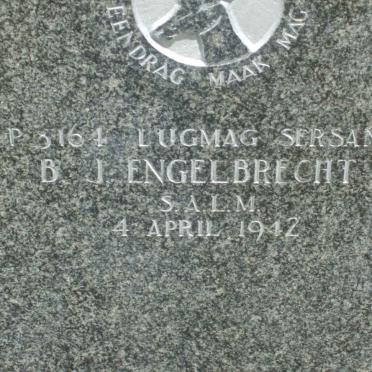 EENDRAG MAAK MAG
P 3164 LUGMAG SERSAN
B. J. ENGELBRECHT
S.A.L.M.
4 APRIL 1942